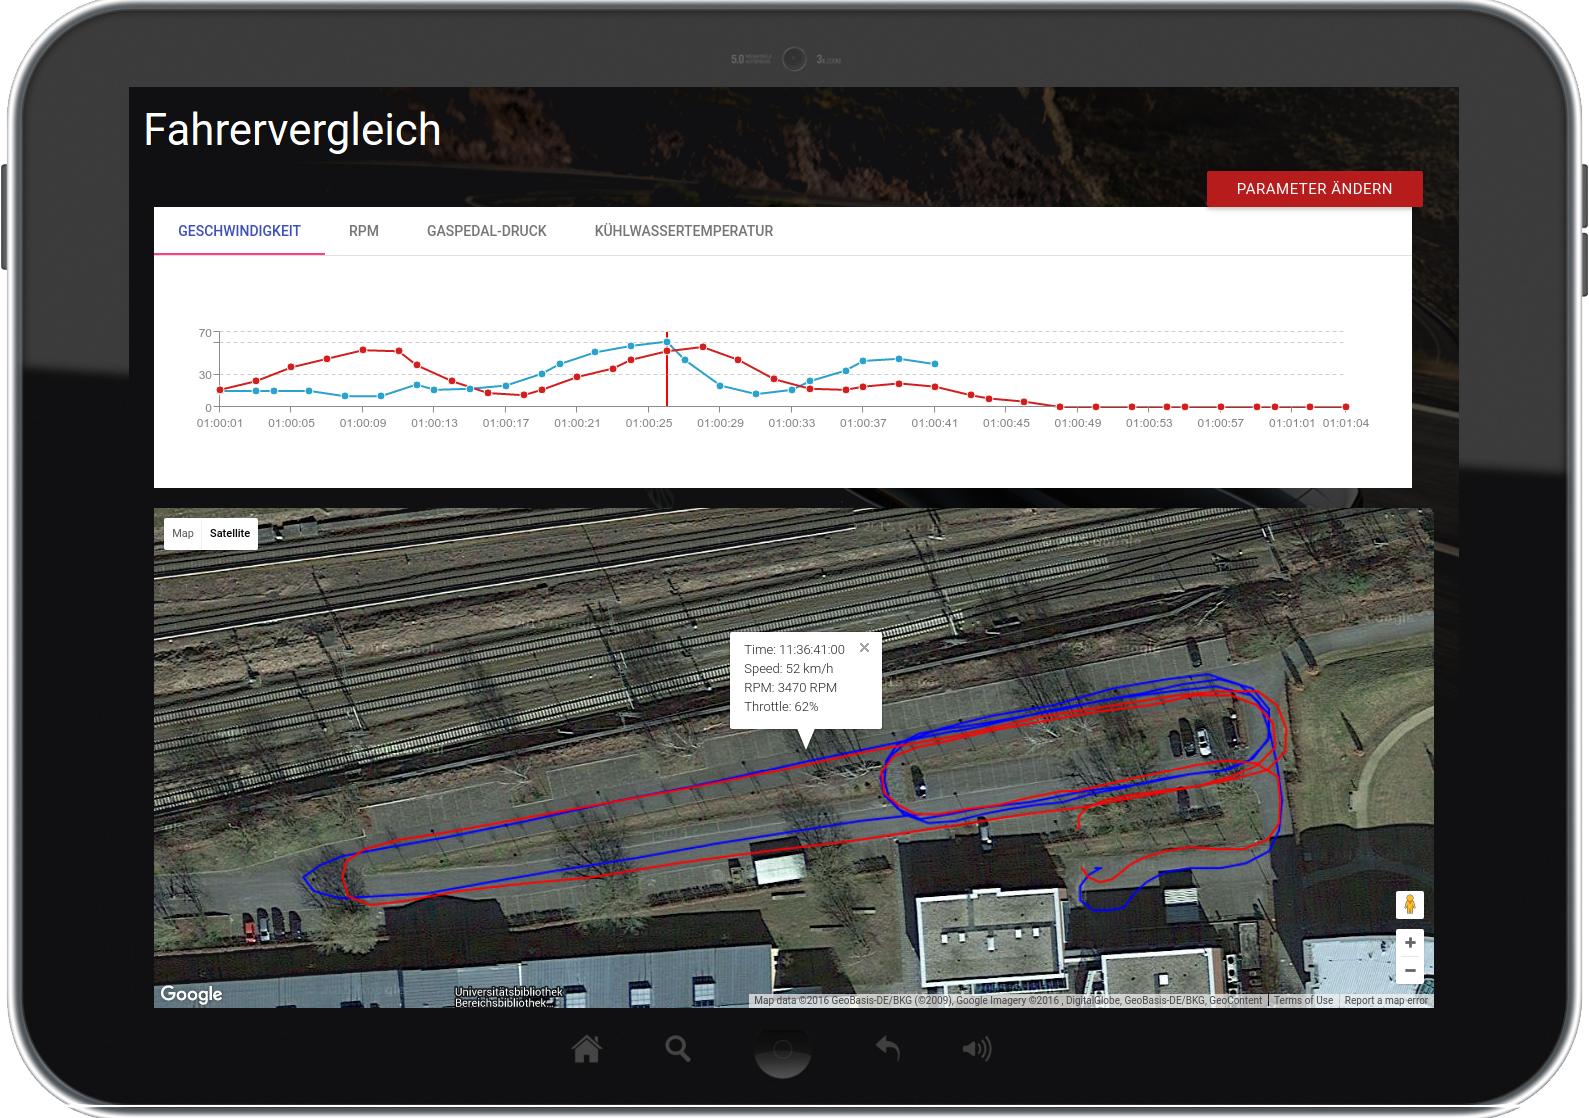 5.0
3x ZOOM
Fahrervergleich
PARAMETER ÄNDERN
GESCHWINDIGKEIT RPM GASPEDAL-DRUCK KÜHLWASSERTEMPERATUR
70
30
0
01:00:01 01:00:05 01:00:09 01:00:13 01:00:17 01:00:21 01:00:25 01:00:29 01:00:33 01:00:37 01:00:41 01:00:45 01:00:49 01:00:53 01:00:57 01:01:01 01:01:04
Map Satellite
Time: 11:36:41:00
Speed: 52 km/h
RPM: 3470 RPM
Throttle: 62%
Universitätsbibliothek
Bereichsbibliothek...
Google
Map data ©2016 GeoBasis-DE/BKG (©2009), Google Imagery ©2016 , DigitalGlobe, GeoBasis-DE/BKG, GeoContent Terms of Use Report a map error